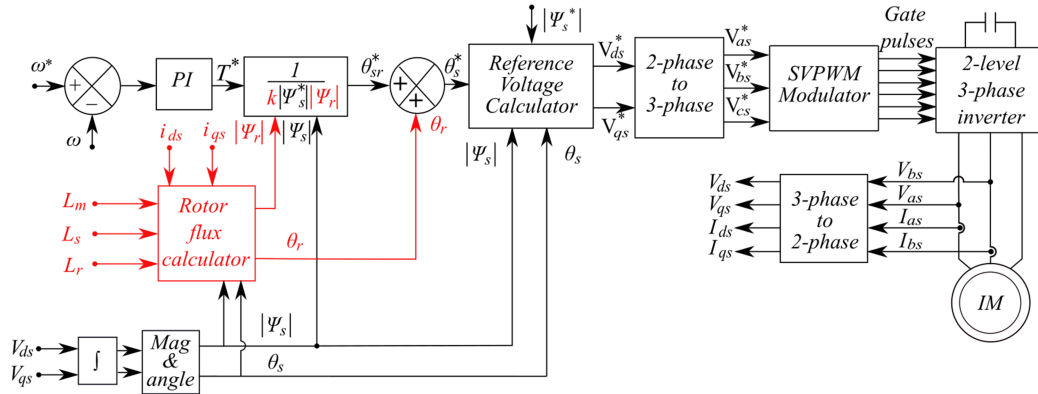 ω*
+
−
ω
PI
T*
1
k|Ψs*||Ψr|
θsr*
+
+
θs*
|Ψs*|
Reference
Voltage
Calculator
Vds*
Vqs*
2-phase
to
3-phase
Vas*
Vbs*
Vcs*
SVPWM
Modulator
Gate
pulses
2-level
3-phase
inverter
ids
iqs
|Ψr|
|Ψs|
θr
|Ψs|
θs
Lm
Ls
Lr
Rotor
flux
calculator
θr
Vds
Vqs
Ids
Iqs
3-phase
to
2-phase
Vbs
Vas
Ias
Ibs
IM
|Ψs|
Vds
Vqs
∫
Mag
&
angle
θs